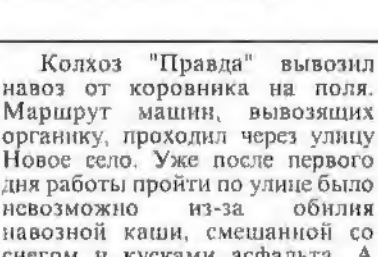 Колхоз "Правда" вывозил
навоз от коровника на поля.
Маршрут машин, вывозящих
органику, проходил через улицу
Новое село. Уже после первого
дня работы пройти по улице было
невозможно из-за обилия
навозной каши, смешанной со
снегом и кусками асфальта. А